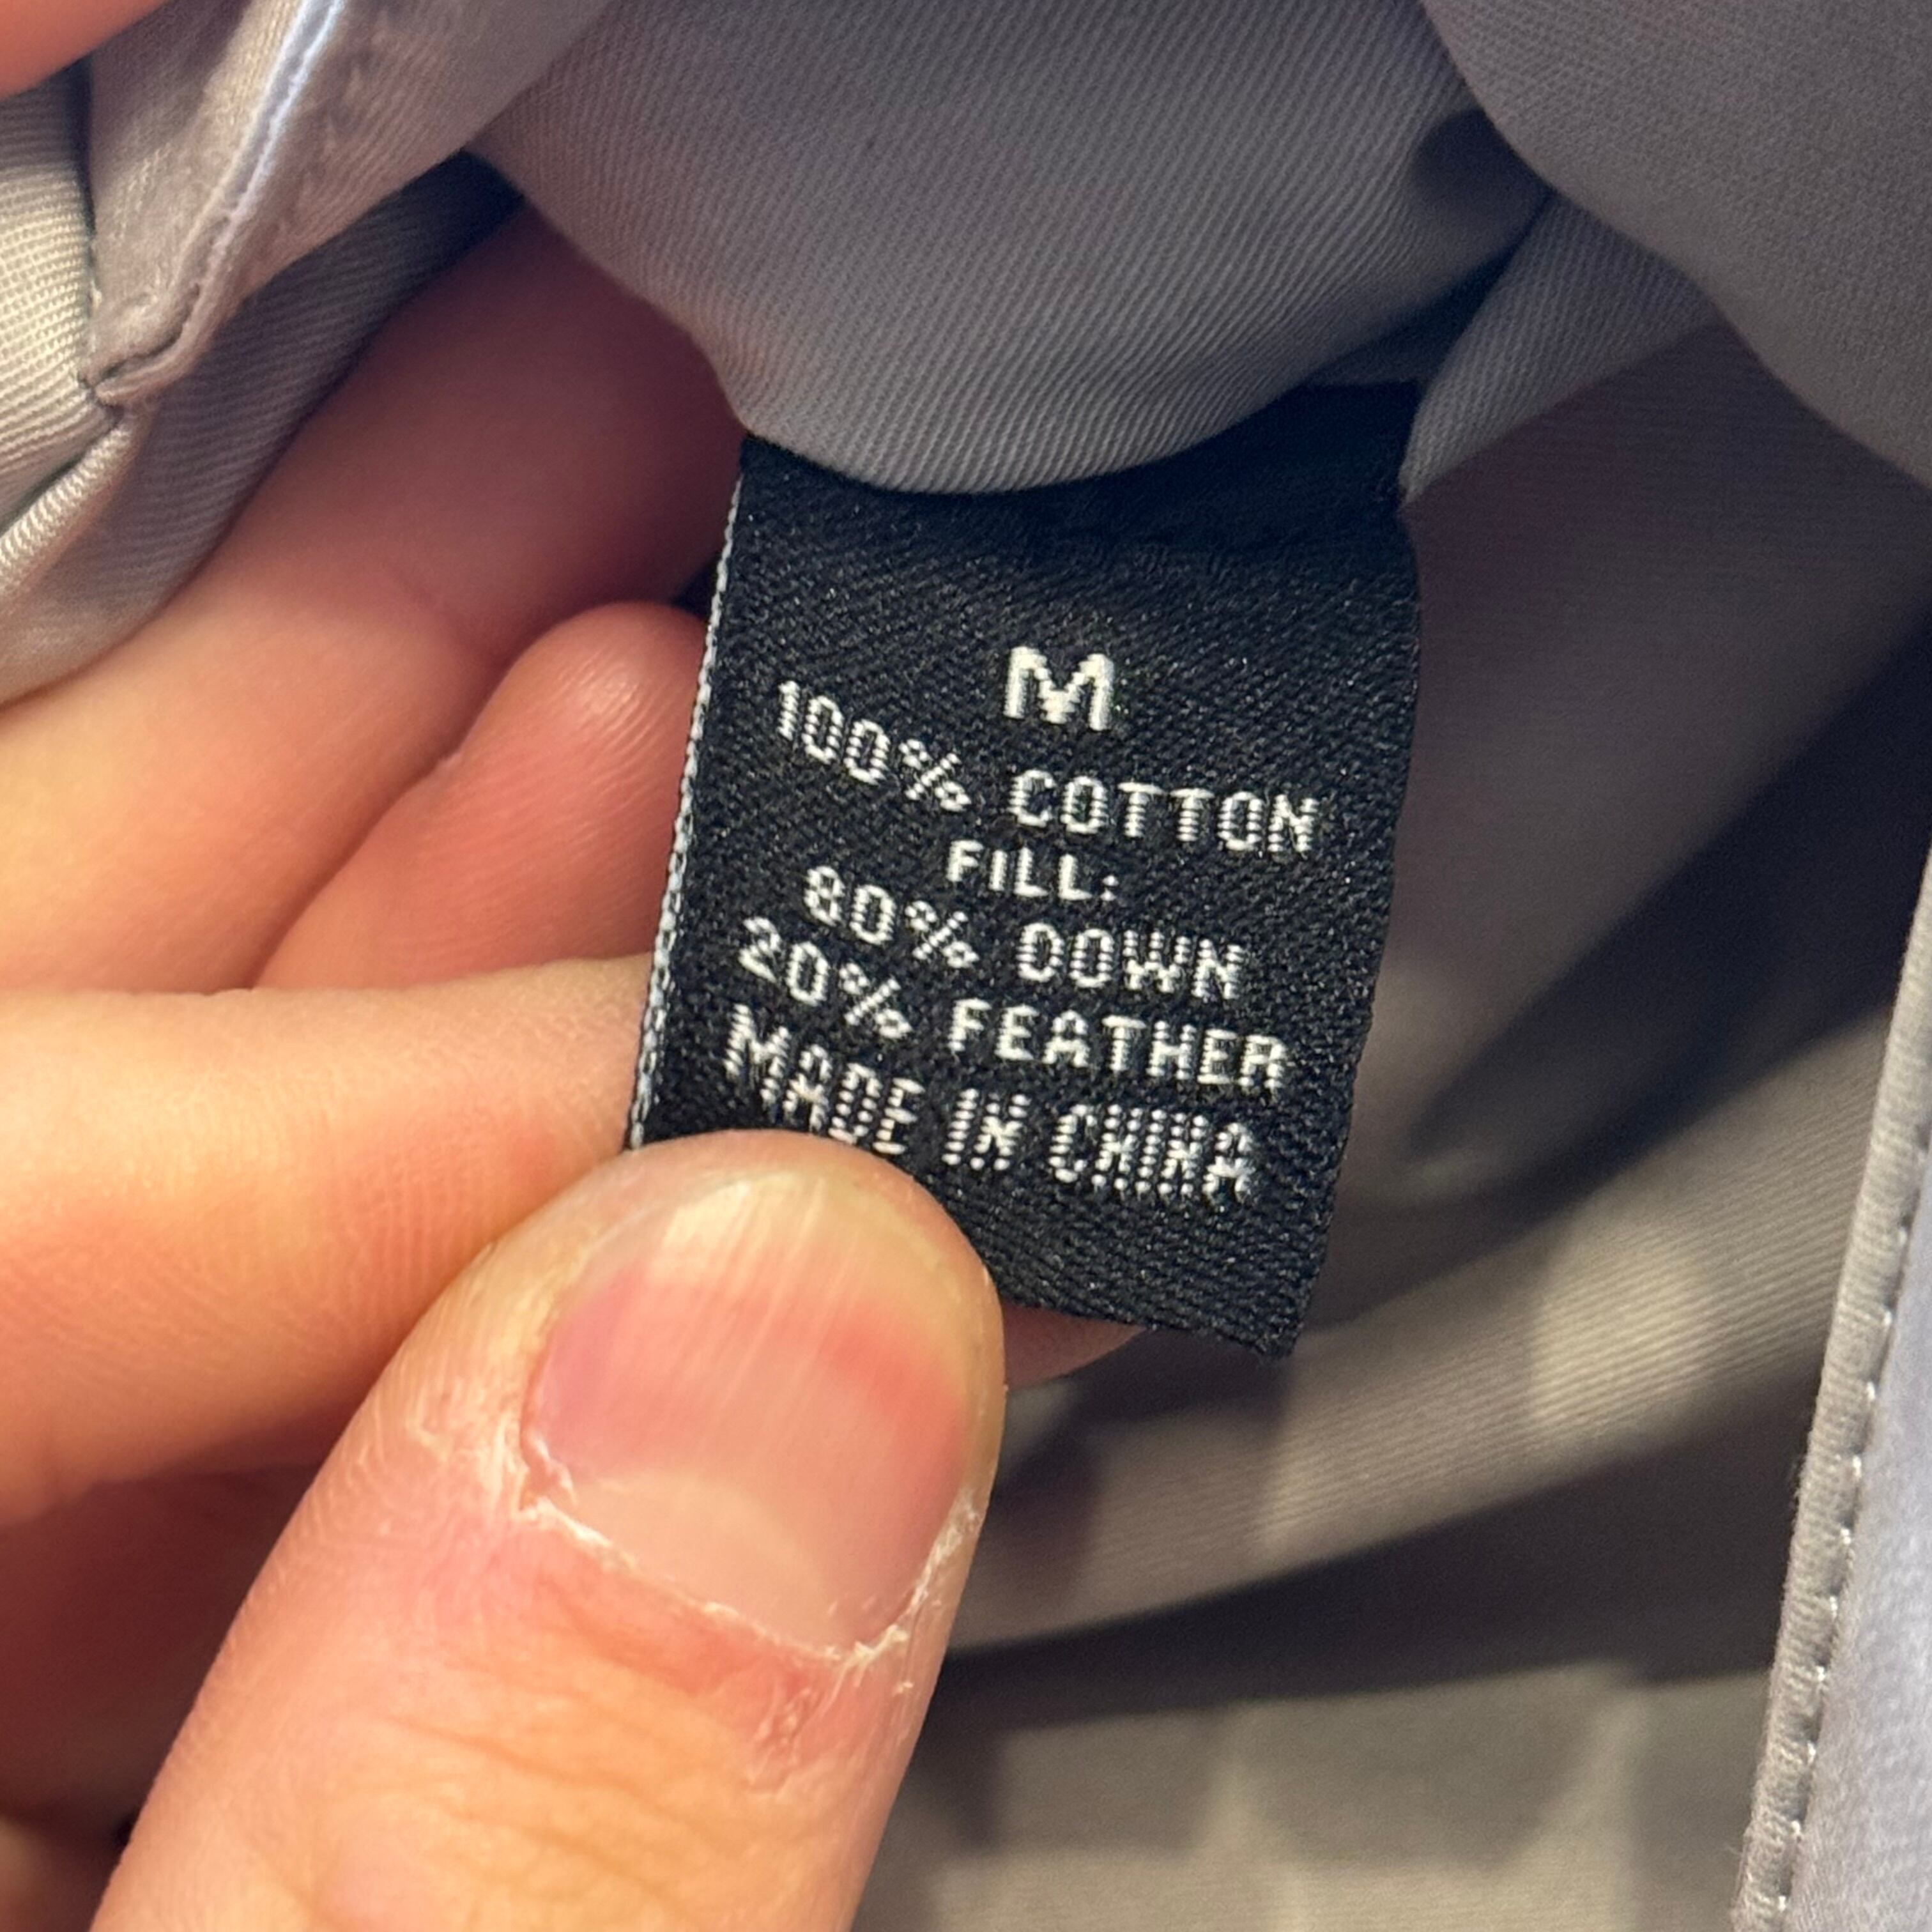 M
100% COTTON
FILL:
80% DOWN
20% FEATHER
MADE IN CHINA